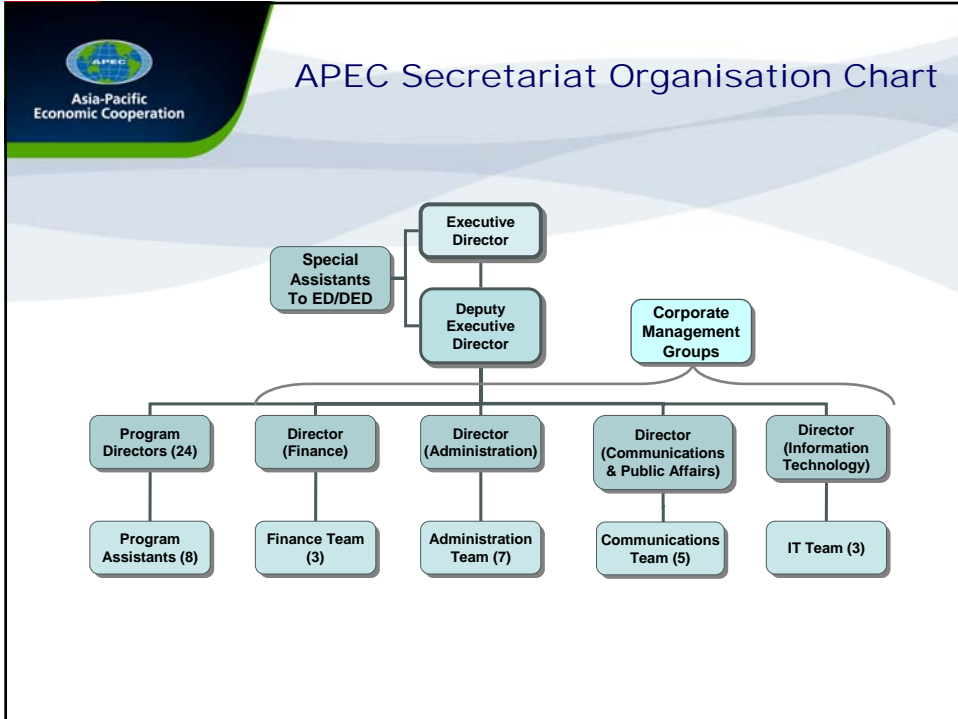 APEC
Asia-Pacific
Economic Cooperation
APEC Secretariat Organisation Chart
Executive
Director
Special
Assistants
To ED/DED
Deputy
Executive
Director
Corporate
Management
Groups
Program
Directors (24)
Director
(Finance)
Director
(Administration)
Director
(Communications
& Public Affairs)
Director
(Information
Technology)
Program
Assistants (8)
Finance Team
(3)
Administration
Team (7)
Communications
Team (5)
IT Team (3)